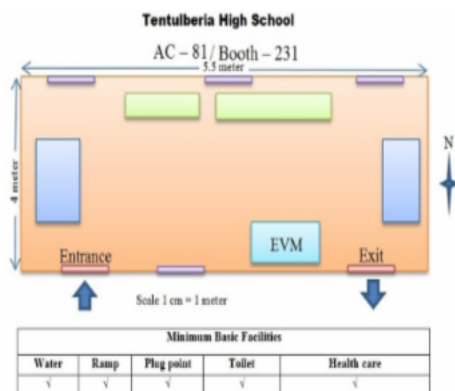 Tentulberia High School
AC – 81/ Booth – 231
5.5 meter
4 meter
N
EVM
Entrance
Exit
Scale 1 cm = 1 meter
Minimum Basic Facilities
Water Ramp Plug point Toilet Health care
√ √ √ √ √